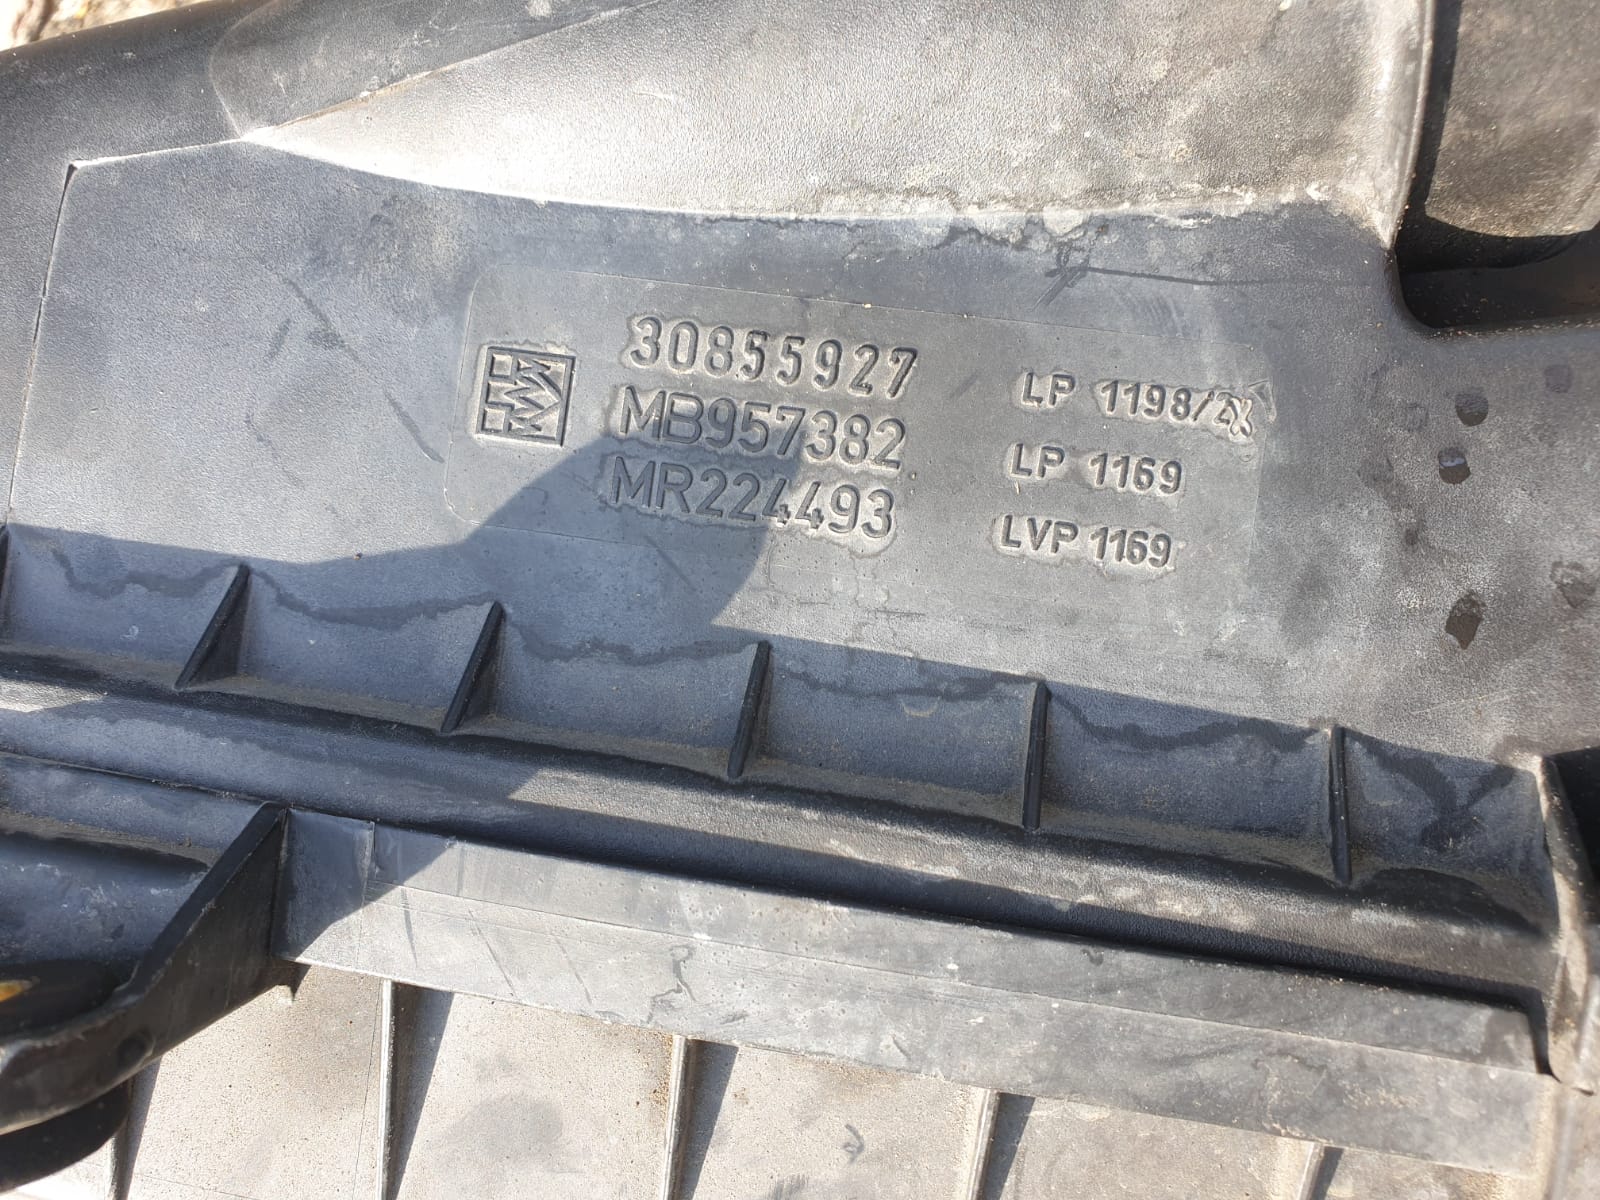 30855927
MB957382
MR224493
LP 1198/2
LP 1169
LVP 1169